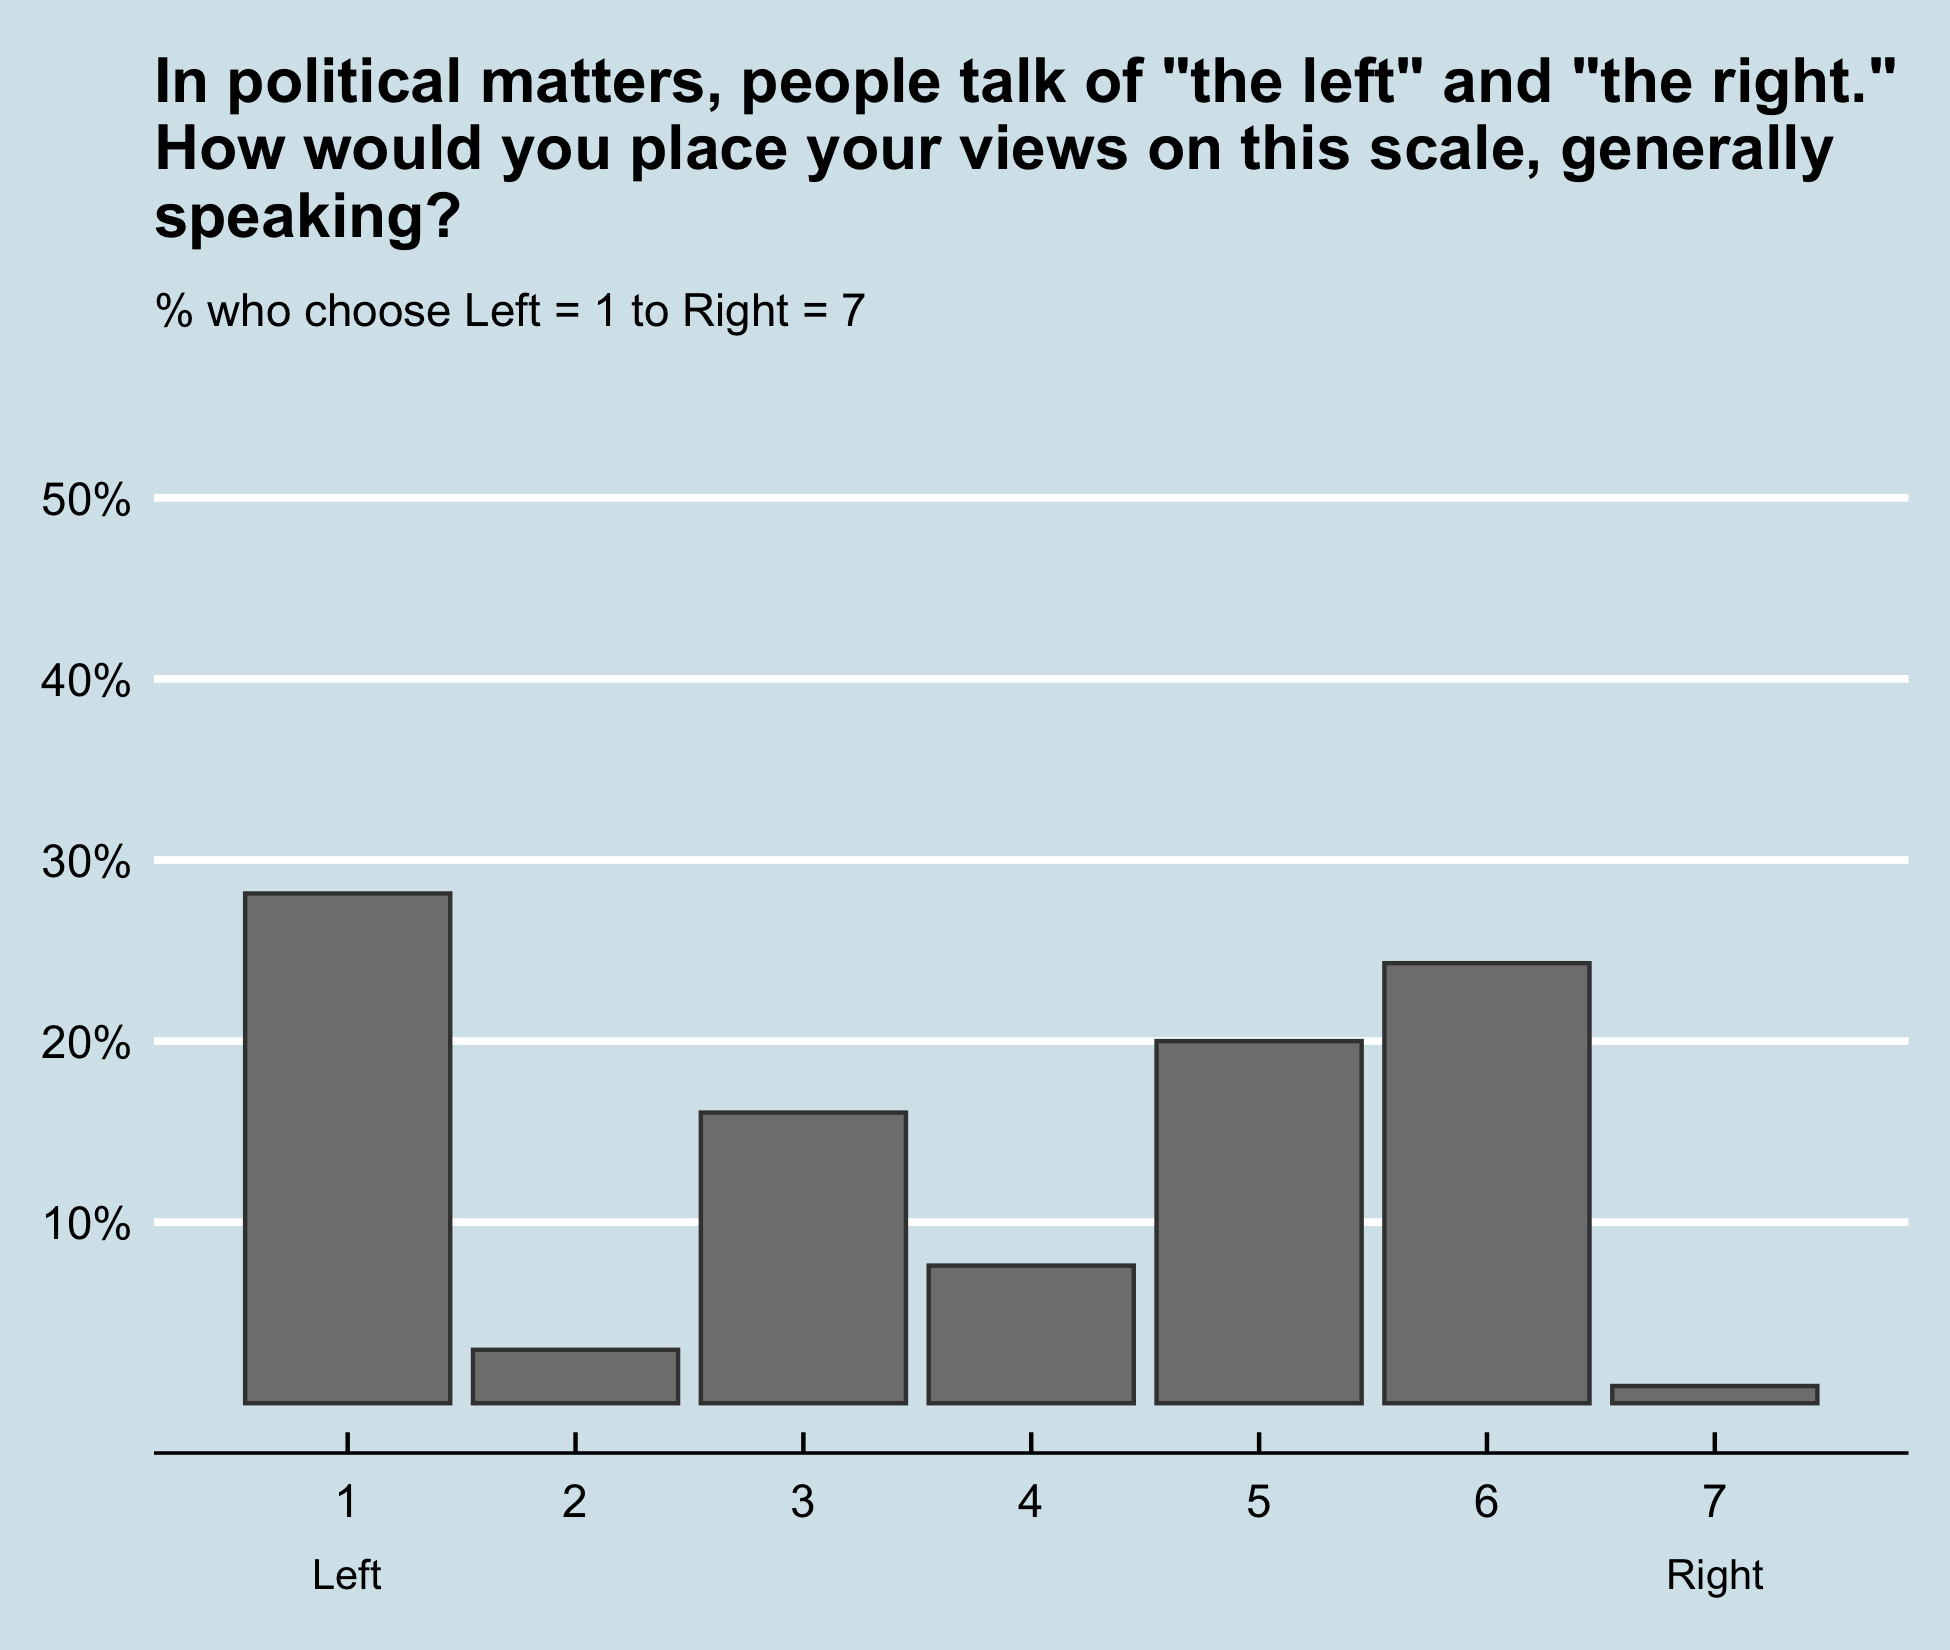 In political matters, people talk of "the left" and "the right."
How would you place your views on this scale, generally
speaking?
% who choose Left = 1 to Right = 7
50%
40%
30%
20%
10%
1 2 3 4 5 6 7
Left Right